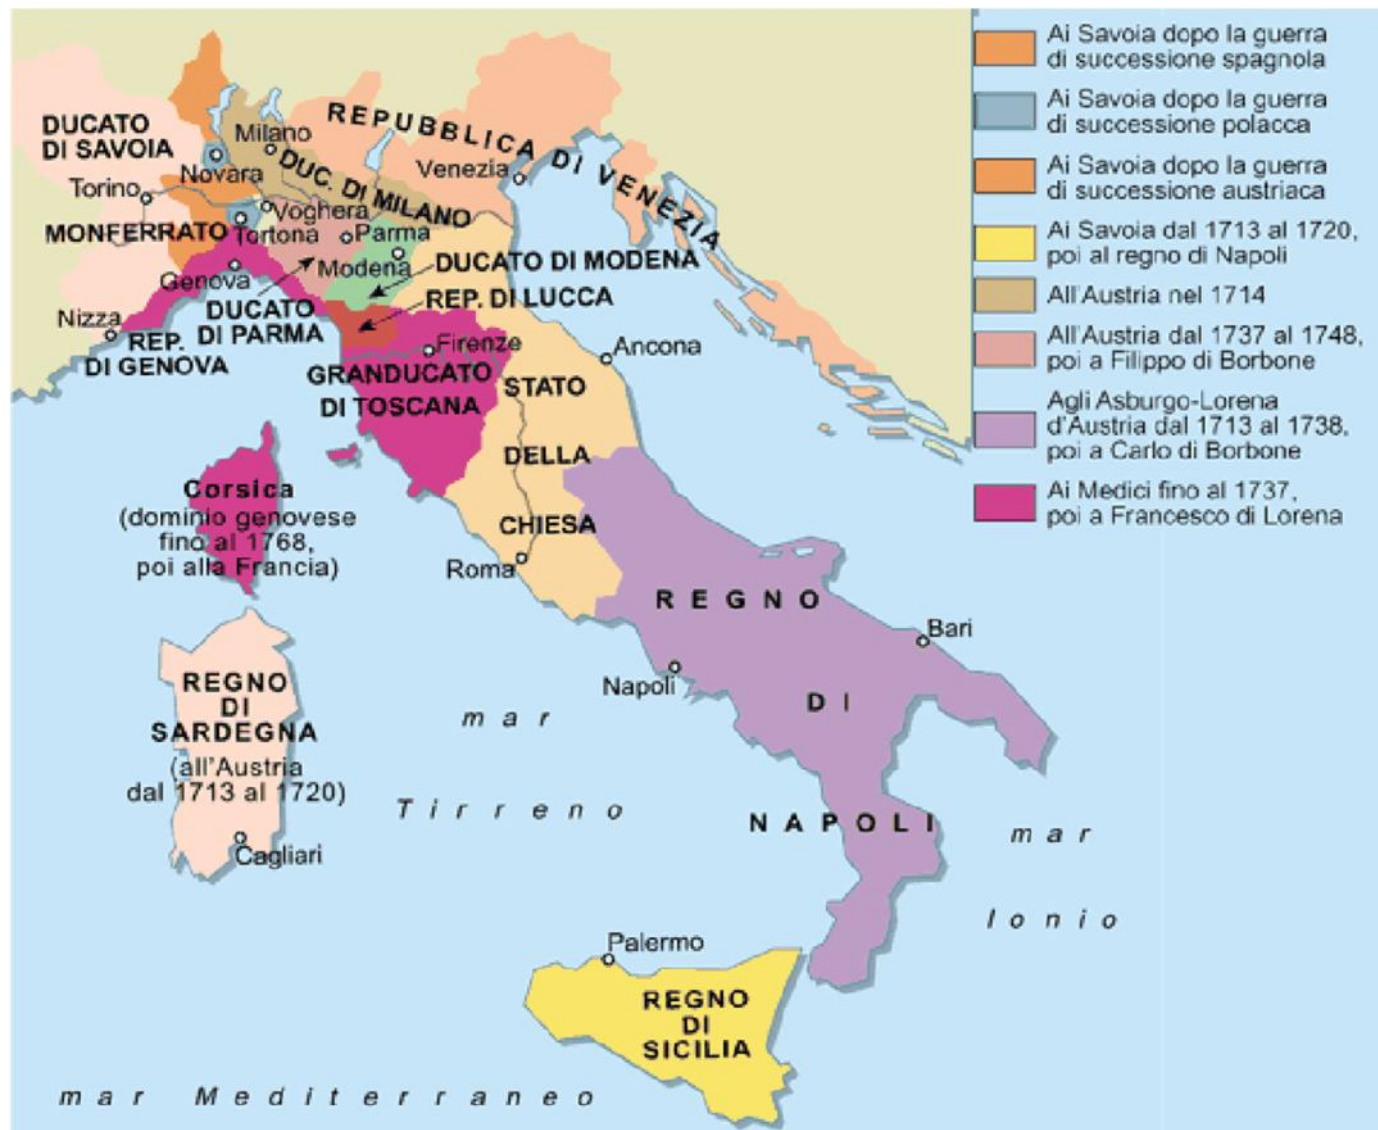 Ai Savoia dopo la guerra
di successione spagnola
Ai Savoia dopo la guerra
di successione polacca
Ai Savoia dopo la guerra
di successione austriaca
Ai Savoia dal 1713 al 1720,
poi al regno di Napoli
All'Austria nel 1714
All'Austria dal 1737 al 1748,
poi a Filippo di Borbone
Agli Asburgo-Lorena
d'Austria dal 1713 al 1738,
poi a Carlo di Borbone
Ai Medici fino al 1737,
poi a Francesco di Lorena
DUCATO
DI SAVOIA
Milano
REPUBBLICA DI VENEZIA
Venezia
Novara
DUC. DI MILANO
Torino
Voghera
MONFERRATO
Tortona
Parma
Modena
DUCATO DI MODENA
Genova
REP. DI LUCCA
DUCATO
DI PARMA
Nizza
REP.
DI GENOVA
Firenze
Ancona
GRANDUCATO
DI TOSCANA
STATO
DELLA
CHIESA
Corsica
(dominio genovese
fino al 1768,
poi alla Francia)
Roma
REGNO
DI
NAPOLI
Bari
Napoli
REGNO
DI
SARDEGNA
(all'Austria
dal 1713 al 1720)
Cagliari
mar
Tirreno
mar
Ionio
Palermo
REGNO
DI
SICILIA
mar Mediterraneo